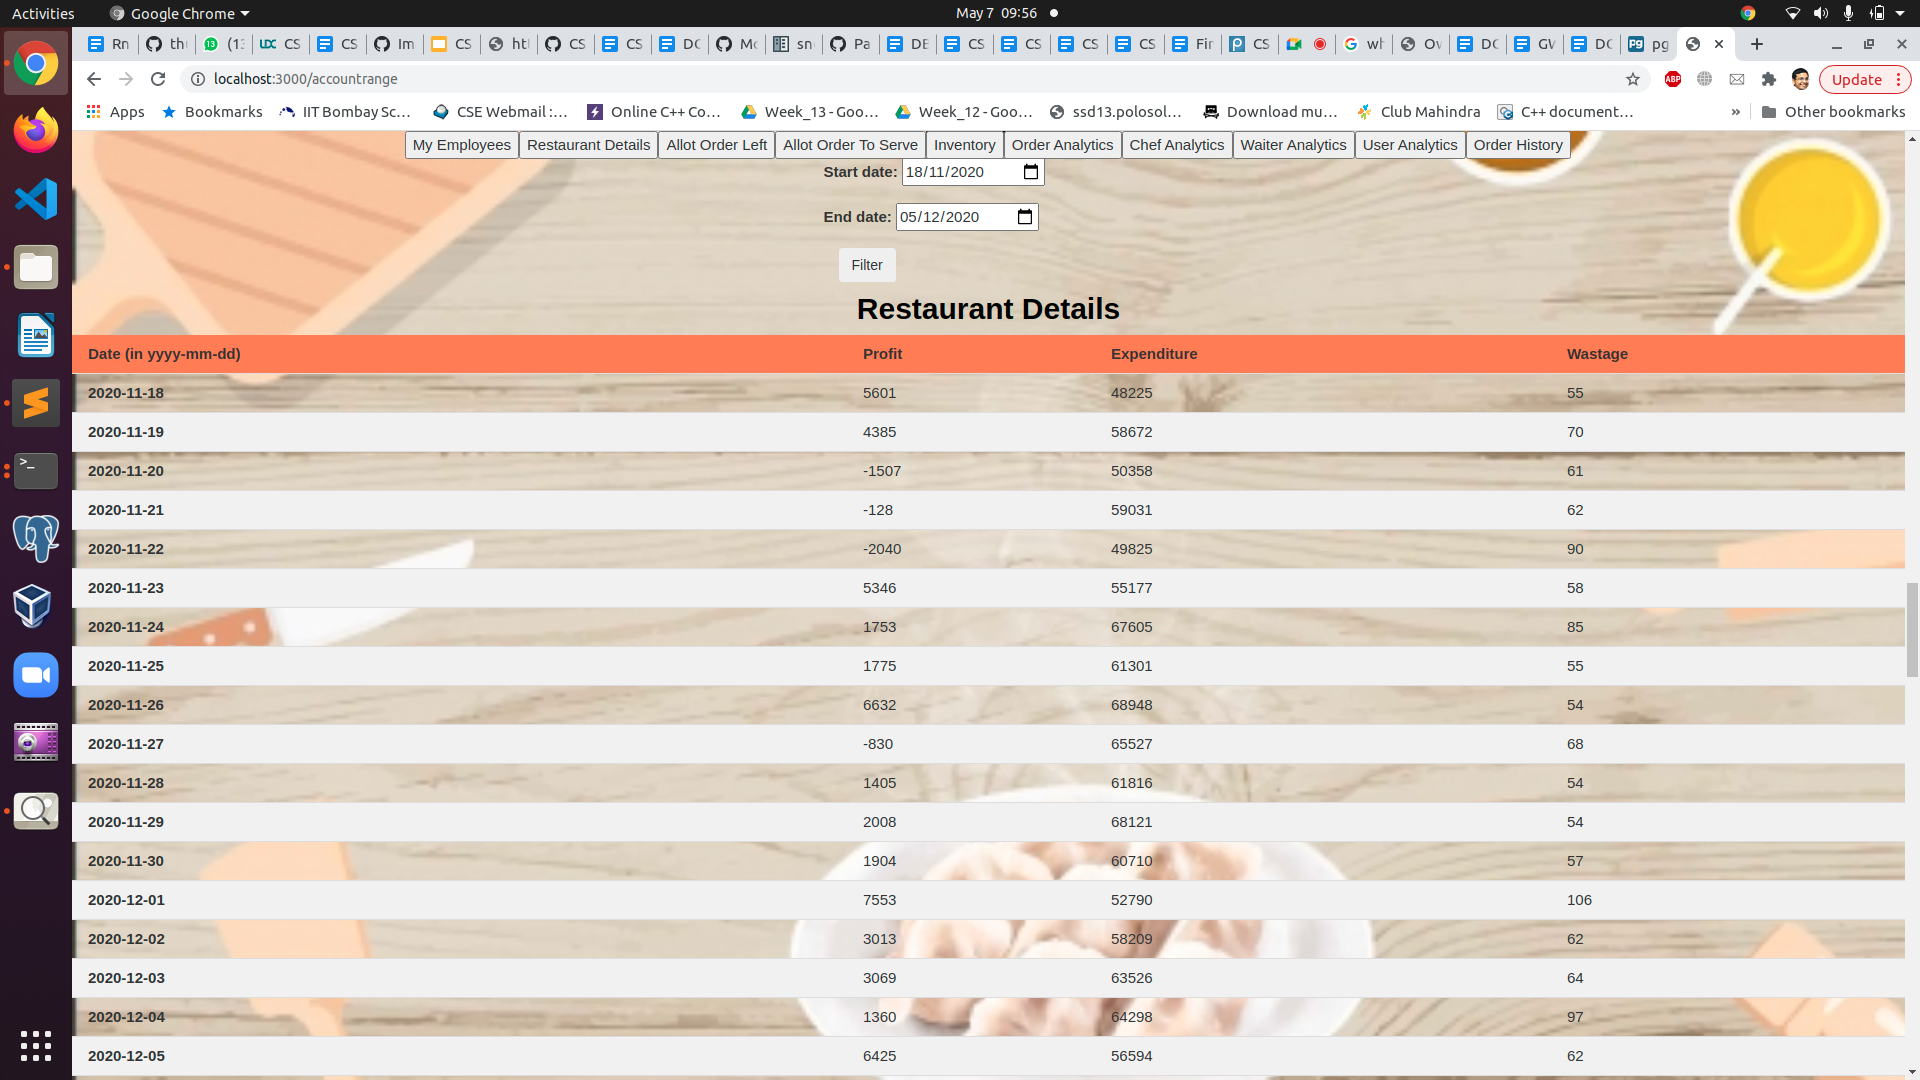 Activities Google Chrome May 7 09:56
Rn th (13 CS CS Im CS ht CS CS DC Mc sn Pa DE sn CS CS CS Fir CS wh Ov DC GV DC pg
localhost:3000/accountrange ABP Update
Apps Bookmarks IIT Bombay Sc... CSE Webmail :... Online C++ Co... Week_13 - Goo... Week_12 - Goo... ssd13.polosol... Download mu... Club Mahindra C++ document... » Other bookmarks
My Employees Restaurant Details Allot Order Left Allot Order To Serve Inventory Order Analytics Chef Analytics Waiter Analytics User Analytics Order History
Start date: 18/11/2020
End date: 05/12/2020
Filter
Restaurant Details
Date (in yyyy-mm-dd) Profit Expenditure Wastage
2020-11-18 5601 48225 55
2020-11-19 4385 58672 70
2020-11-20 -1507 50358 61
2020-11-21 -128 59031 62
2020-11-22 -2040 49825 90
2020-11-23 5346 55177 58
2020-11-24 1753 67605 85
2020-11-25 1775 61301 55
2020-11-26 6632 68948 54
2020-11-27 -830 65527 68
2020-11-28 1405 61816 54
2020-11-29 2008 68121 54
2020-11-30 1904 60710 57
2020-12-01 7553 52790 106
2020-12-02 3013 58209 62
2020-12-03 3069 63526 64
2020-12-04 1360 64298 97
2020-12-05 6425 56594 62